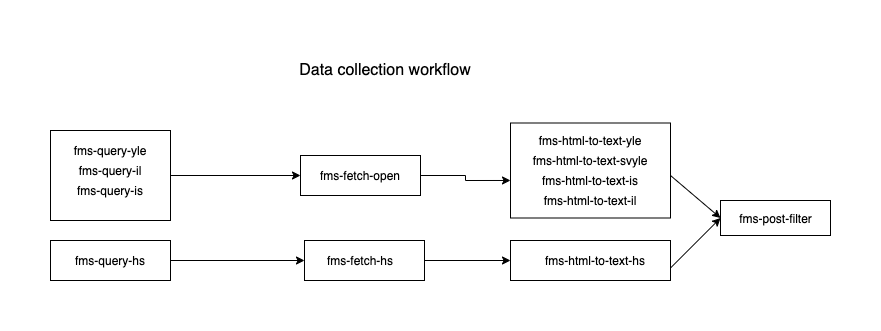 Data collection workflow
fms-query-yle
fms-query-il
fms-query-is
fms-fetch-open
fms-html-to-text-yle
fms-html-to-text-svyle
fms-html-to-text-is
fms-html-to-text-il
fms-post-filter
fms-query-hs
fms-fetch-hs
fms-html-to-text-hs